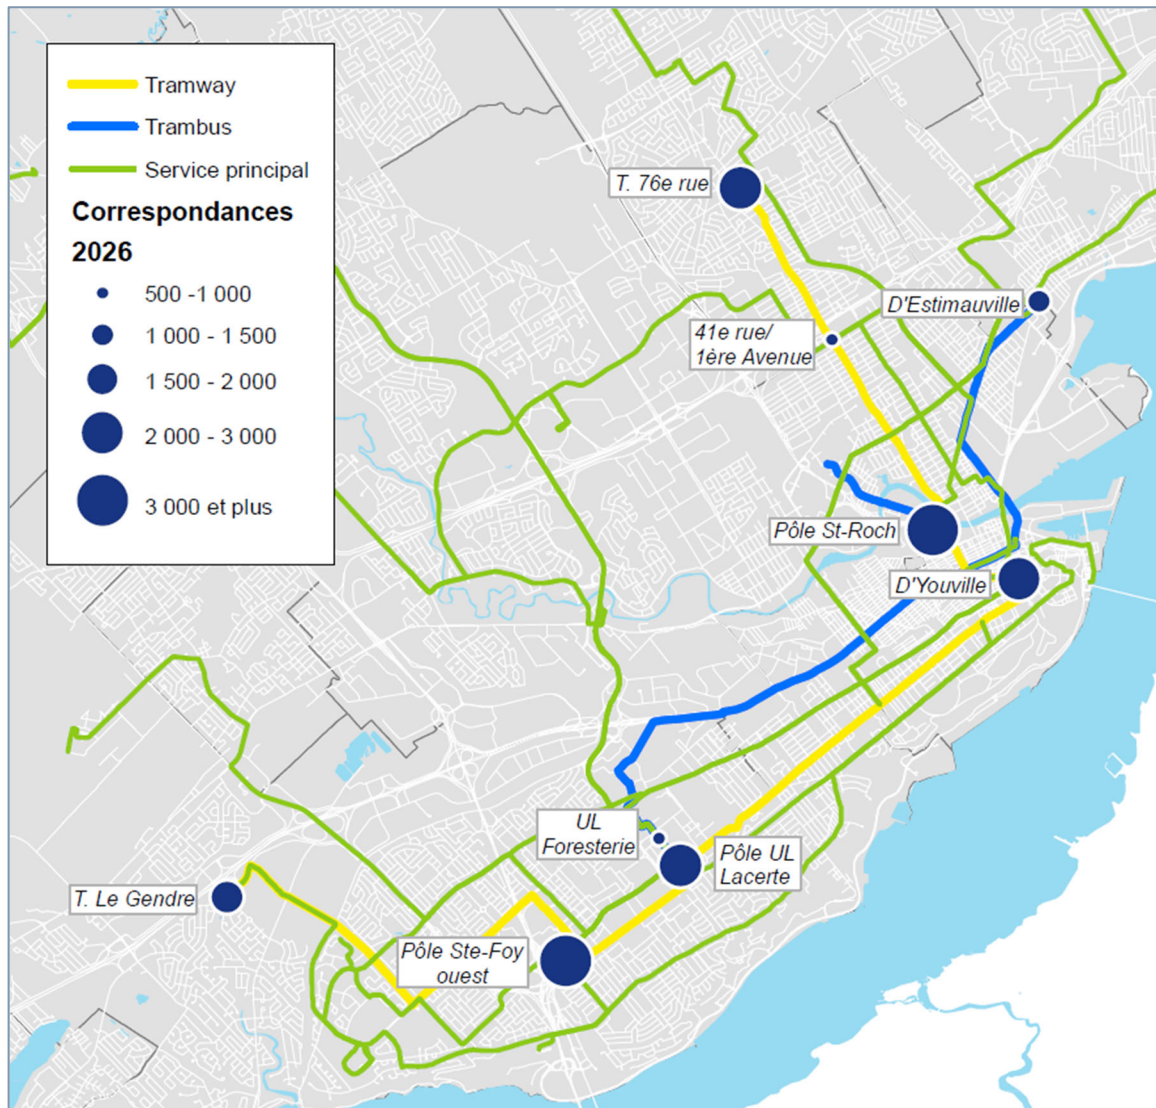 Tramway
Trambus
Service principal
Correspondances
2026
500 -1 000
1 000 - 1 500
1 500 - 2 000
2 000 - 3 000
3 000 et plus
T. 76e rue
D'Estimauville
41e rue/
1ère Avenue
Pôle St-Roch
D'Youville
UL
Foresterie
Pôle UL
Lacerte
T. Le Gendre
Pôle Ste-Foy
ouest